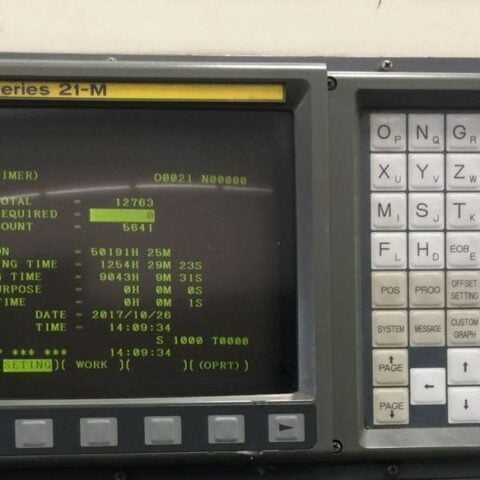 eries 21-M
IMER) O0021 N00000
OTAL = 12763
EQUIRED = 0
OUNT = 5641
ON = 50191H 25M
NG TIME = 1254H 29M 23S
G TIME = 9043H 9M 31S
URPOSE = 0H 0M 0S
TIME = 0H 0M 1S
DATE = 2017/10/26
TIME = 14:09:34
S 1000 T0000
*** *** 14:09:34
SETING)( WORK )( )((OPRT)
OP NQ GR
XU YV ZW
MI SJ TK
FL HD EOBE
POS PROG OFFSET SETTING
SYSTEM MESSAGE CUSTOM GRAPH
↑ PAGE ↑
←
PAGE ↓ ↓